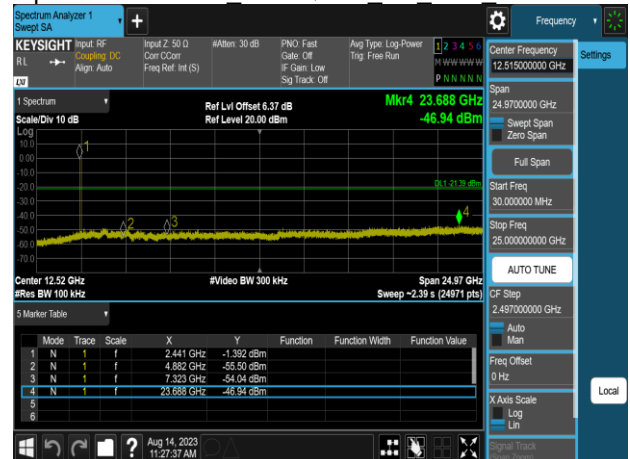 Spectrum Analyzer 1
Swept SA
Frequency
KEYSIGHT
RL
LXI
Input: RF
Coupling: DC
Align: Auto
Input Z: 50 Ω
Corr CCorr
Freq Ref: Int (S)
#Atten: 30 dB
PNO: Fast
Gate: Off
IF Gain: Low
Sig Track: Off
Avg Type: Log-Power
Trig: Free Run
1 2 3 4 5 6
M W W W W W
P N N N N N
1 Spectrum
Scale/Div 10 dB
Ref Lvl Offset 6.37 dB
Ref Level 20.00 dBm
Mkr4 23.688 GHz
-46.94 dBm
Log
10.0
0.00
-10.0
-20.0
-30.0
-40.0
-50.0
-60.0
-70.0
1
2
3
4
DL1 -21.39 dBm
Center 12.52 GHz
#Video BW 300 kHz
Span 24.97 GHz
#Res BW 100 kHz
Sweep ~2.39 s (24971 pts)
5 Marker Table
Mode Trace Scale X Y Function Function Width Function Value
1 N 1 f 2.441 GHz -1.392 dBm
2 N 1 f 4.882 GHz -55.50 dBm
3 N 1 f 7.323 GHz -54.04 dBm
4 N 1 f 23.688 GHz -46.94 dBm
5
6
Aug 14, 2023
11:27:37 AM
Center Frequency
12.515000000 GHz
Settings
Span
24.9700000 GHz
Swept Span
Zero Span
Full Span
Start Freq
30.000000 MHz
Stop Freq
25.000000000 GHz
AUTO TUNE
CF Step
2.497000000 GHz
Auto
Man
Freq Offset
0 Hz
X Axis Scale
Log
Lin
Local
Signal Track
(Span Zoom)